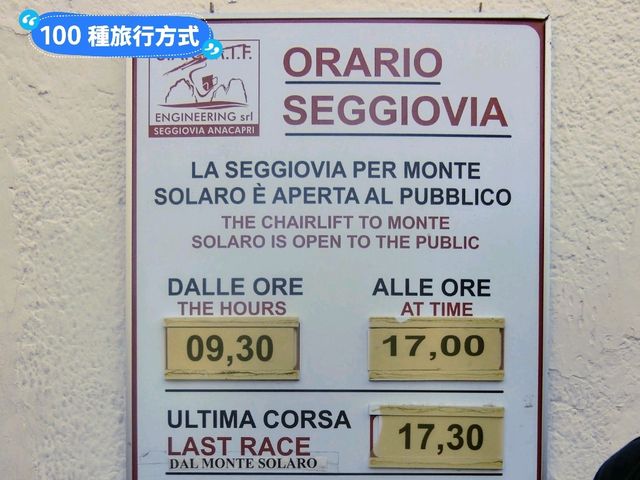 100 種旅行方式
ENGINEERING srl
SEGGIOVIA ANACAPRI
ORARIO
SEGGIOVIA
LA SEGGIOVIA PER MONTE
SOLARO È APERTA AL PUBBLICO
THE CHAIRLIFT TO MONTE
SOLARO IS OPEN TO THE PUBLIC
DALLE ORE
THE HOURS
09,30
ALLE ORE
AT TIME
17,00
ULTIMA CORSA
LAST RACE
DAL MONTE SOLARO
17,30